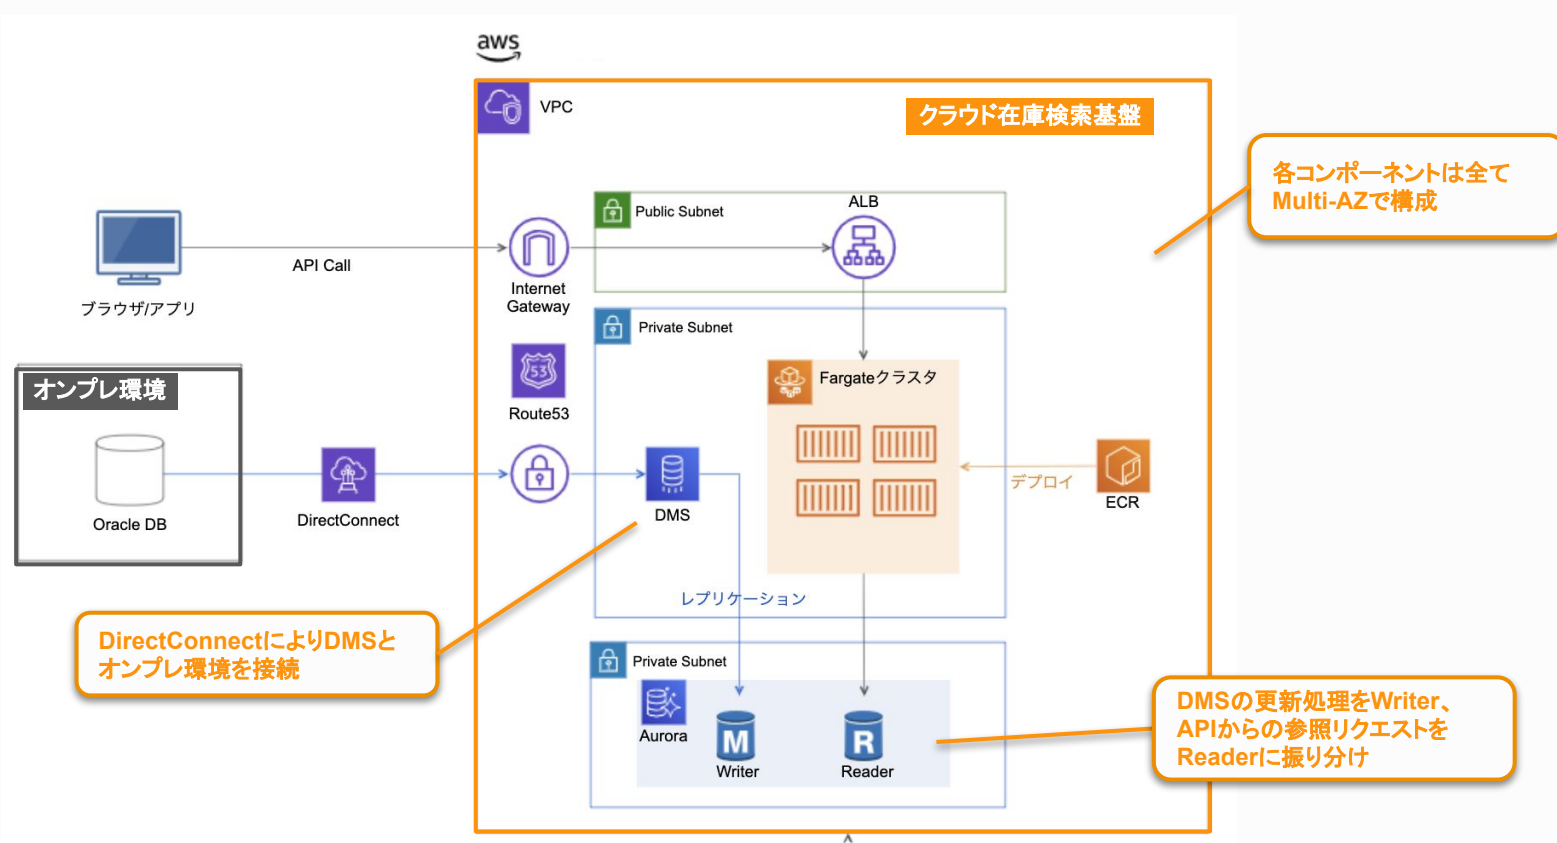 aws
VPC
クラウド在庫検索基盤
各コンポーネントは全て
Multi-AZで構成
Public Subnet
ALB
API Call
Internet
Gateway
ブラウザ/アプリ
Private Subnet
オンプレ環境
Fargateクラスタ
53
Route53
デプロイ
ECR
Oracle DB
DirectConnect
DMS
レプリケーション
DirectConnectによりDMSと
オンプレ環境を接続
Private Subnet
Aurora
M
R
Writer
Reader
DMSの更新処理をWriter、
APIからの参照リクエストを
Readerに振り分け